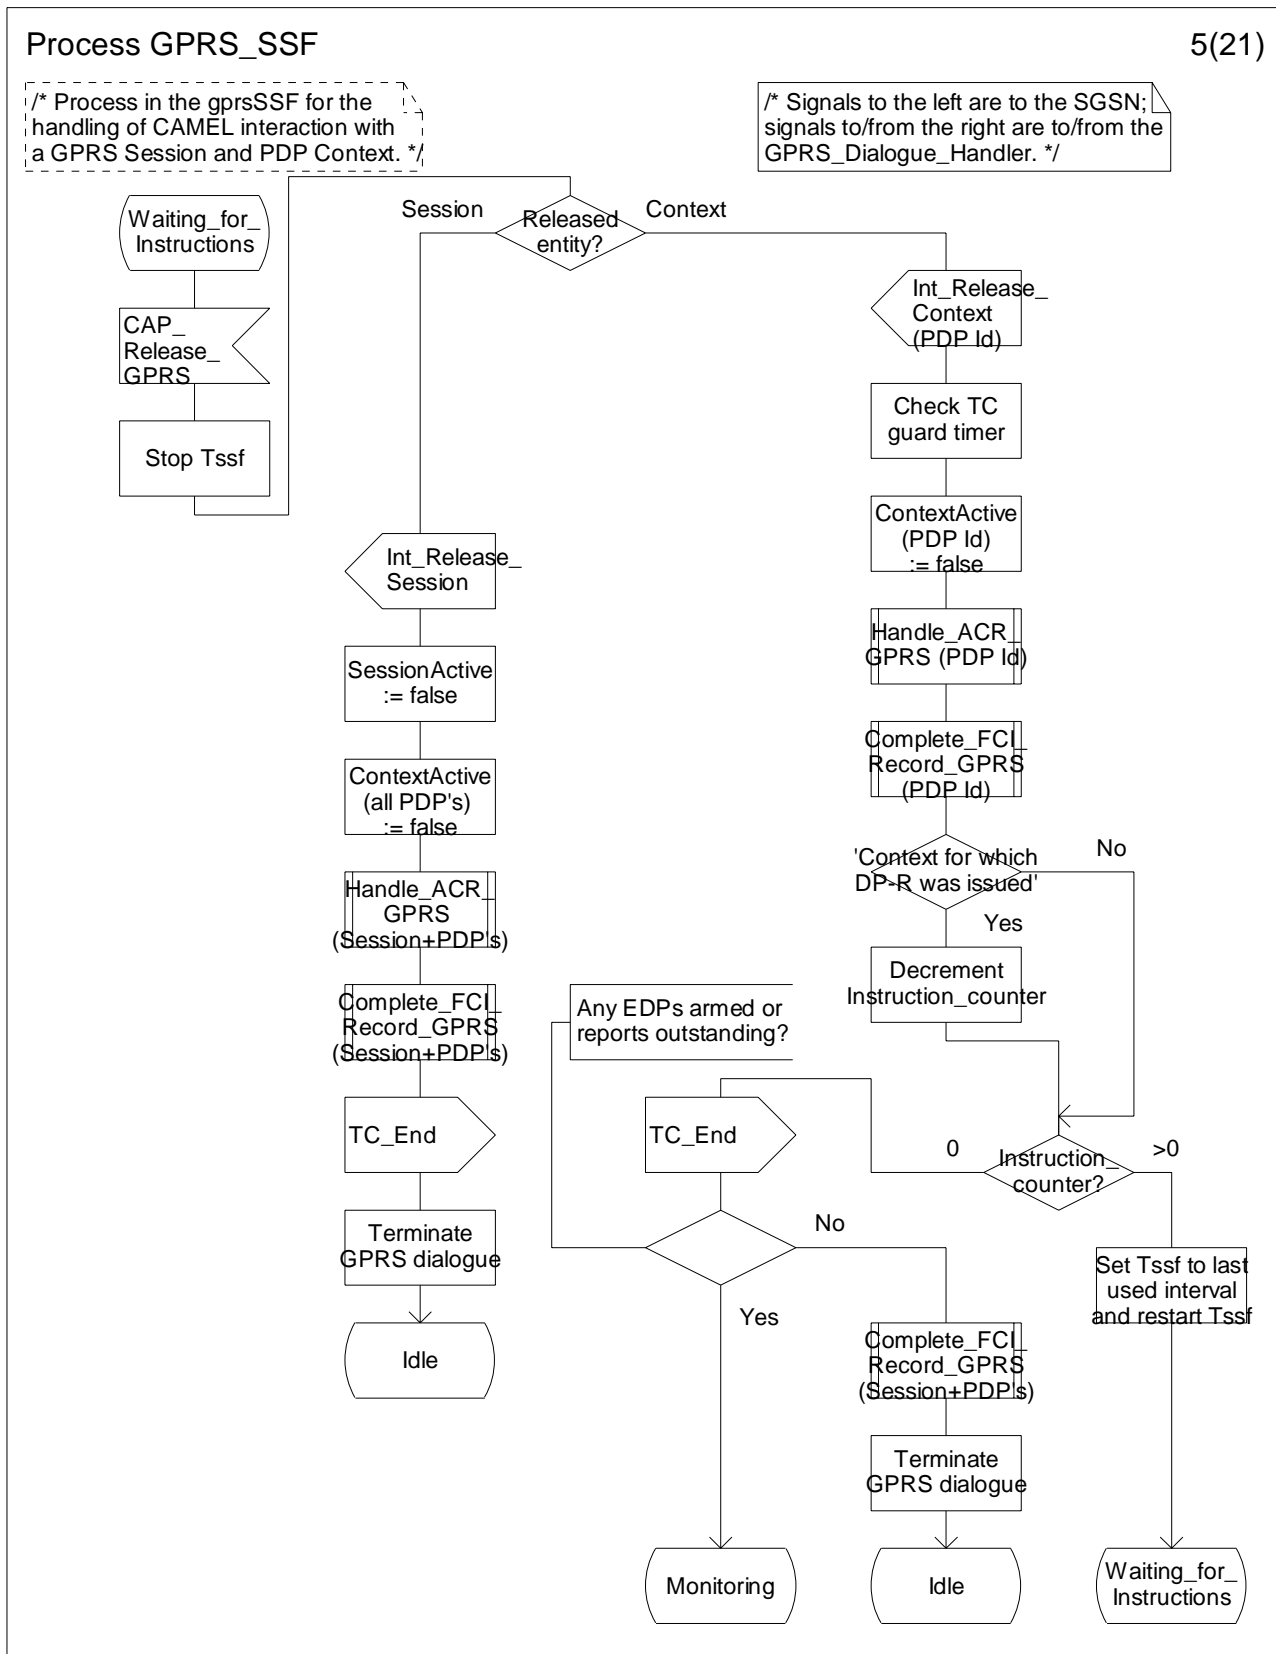 Process GPRS_SSF
5(21)
/* Process in the gprsSSF for the
handling of CAMEL interaction with
a GPRS Session and PDP Context. */
/* Signals to the left are to the SGSN;
signals to/from the right are to/from the
GPRS_Dialogue_Handler. */
Waiting_for_
Instructions
CAP_
Release_
GPRS
Stop Tssf
Released
entity?
Session
Context
Int_Release_
Session
SessionActive
:= false
ContextActive
(all PDP's)
:= false
Handle_ACR_
GPRS
(Session+PDP's)
Complete_FCI_
Record_GPRS
(Session+PDP's)
TC_End
Terminate
GPRS dialogue
Idle
Int_Release_
Context
(PDP Id)
Check TC
guard timer
ContextActive
(PDP Id)
:= false
Handle_ACR_
GPRS (PDP Id)
Complete_FCI_
Record_GPRS
(PDP Id)
'Context for which
DP-R was issued'
No
Yes
Decrement
Instruction_counter
Instruction_
counter?
0
>0
TC_End
Any EDPs armed or
reports outstanding?
No
Yes
Complete_FCI_
Record_GPRS
(Session+PDP's)
Terminate
GPRS dialogue
Set Tssf to last
used interval
and restart Tssf
Monitoring
Idle
Waiting_for_
Instructions